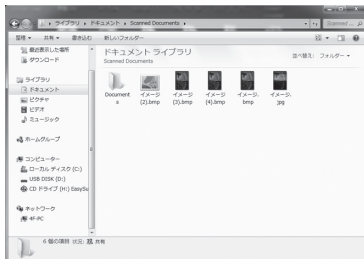 ライブラリ ▸ ドキュメント ▸ Scanned Documents ▸
Scanned ...
整理 ▾ 共有 ▾ 書き込む 新しいフォルダー
最近表示した場所
ダウンロード
ライブラリ
ドキュメント
ピクチャ
ビデオ
ミュージック
ホームグループ
コンピューター
ローカル ディスク (C:)
USB DISK (D:)
CD ドライブ (H:) EasySu
ネットワーク
4F-PC
ドキュメント ライブラリ
Scanned Documents
並べ替え: フォルダー ▾
Document
s
イメージ
(2).bmp
イメージ
(3).bmp
イメージ
(4).bmp
イメージ.
bmp
イメージ.
jpg
6 個の項目 状況: 共有